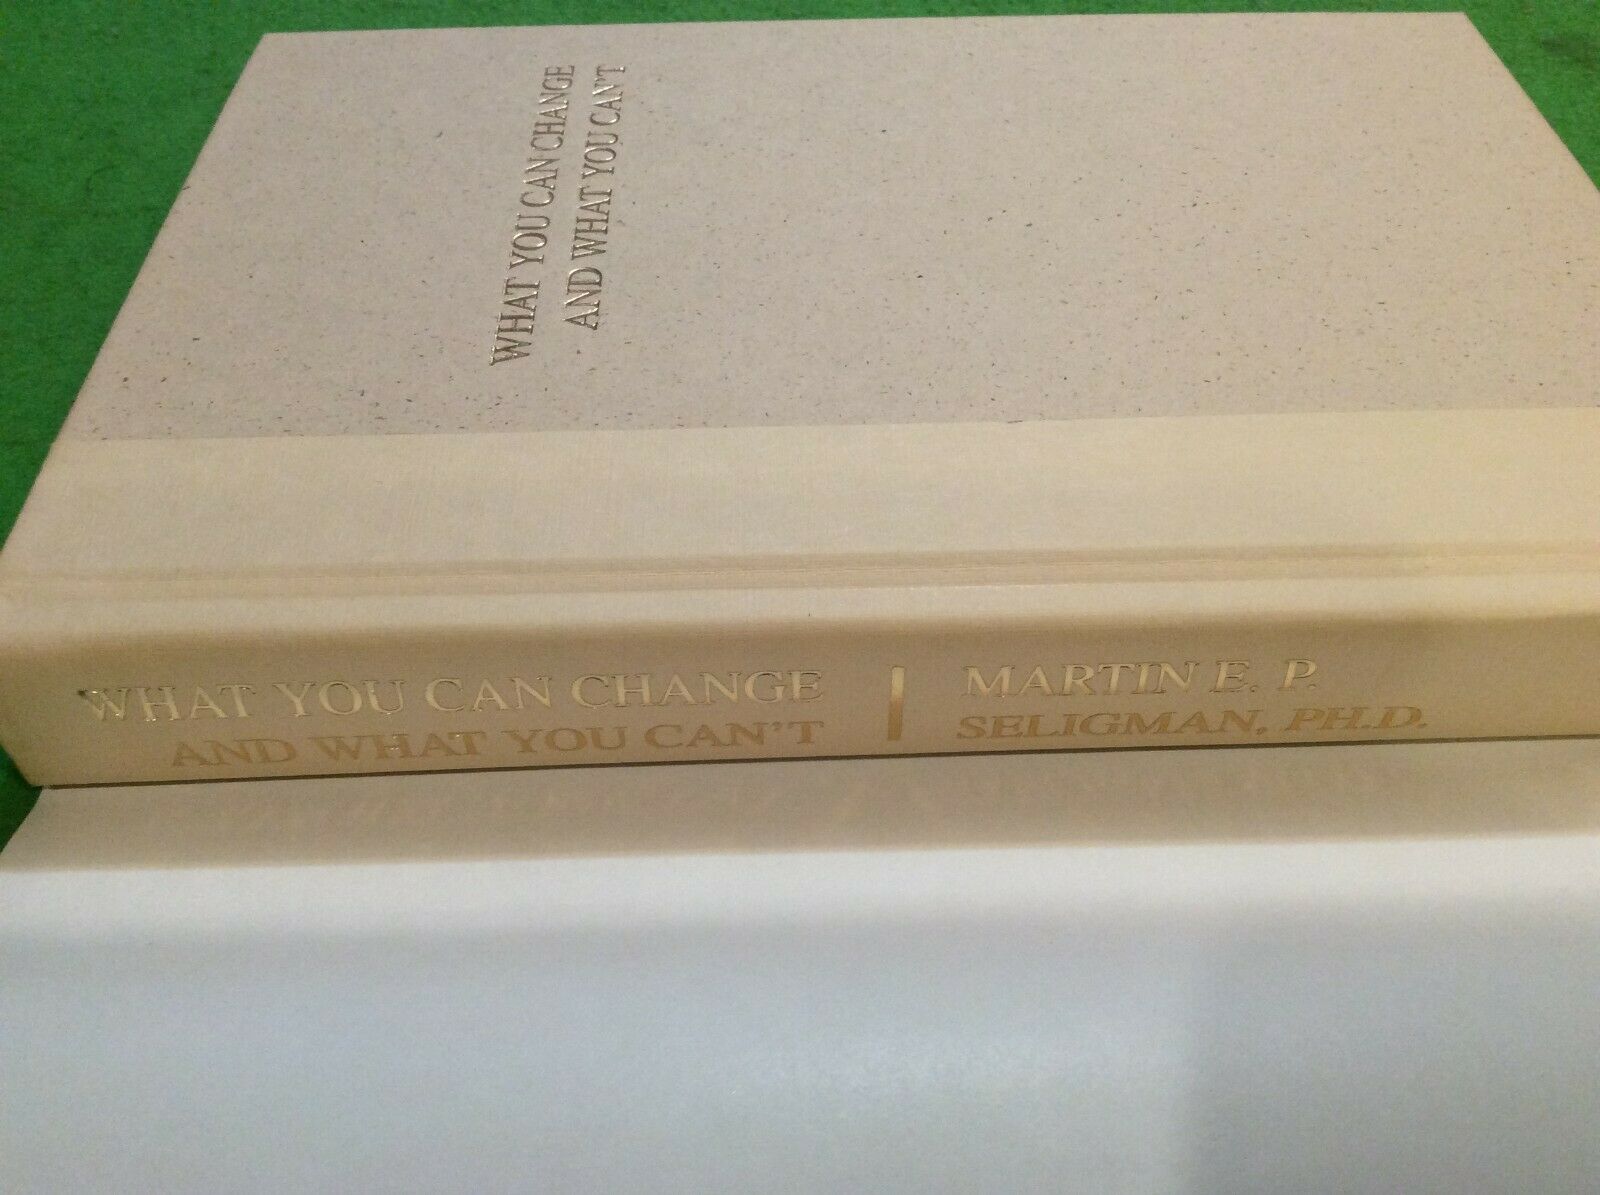 WHAT YOU CAN CHANGE
AND WHAT YOU CAN'T
WHAT YOU CAN CHANGE
AND WHAT YOU CAN'T
MARTIN E. P.
SELIGMAN, PH.D.